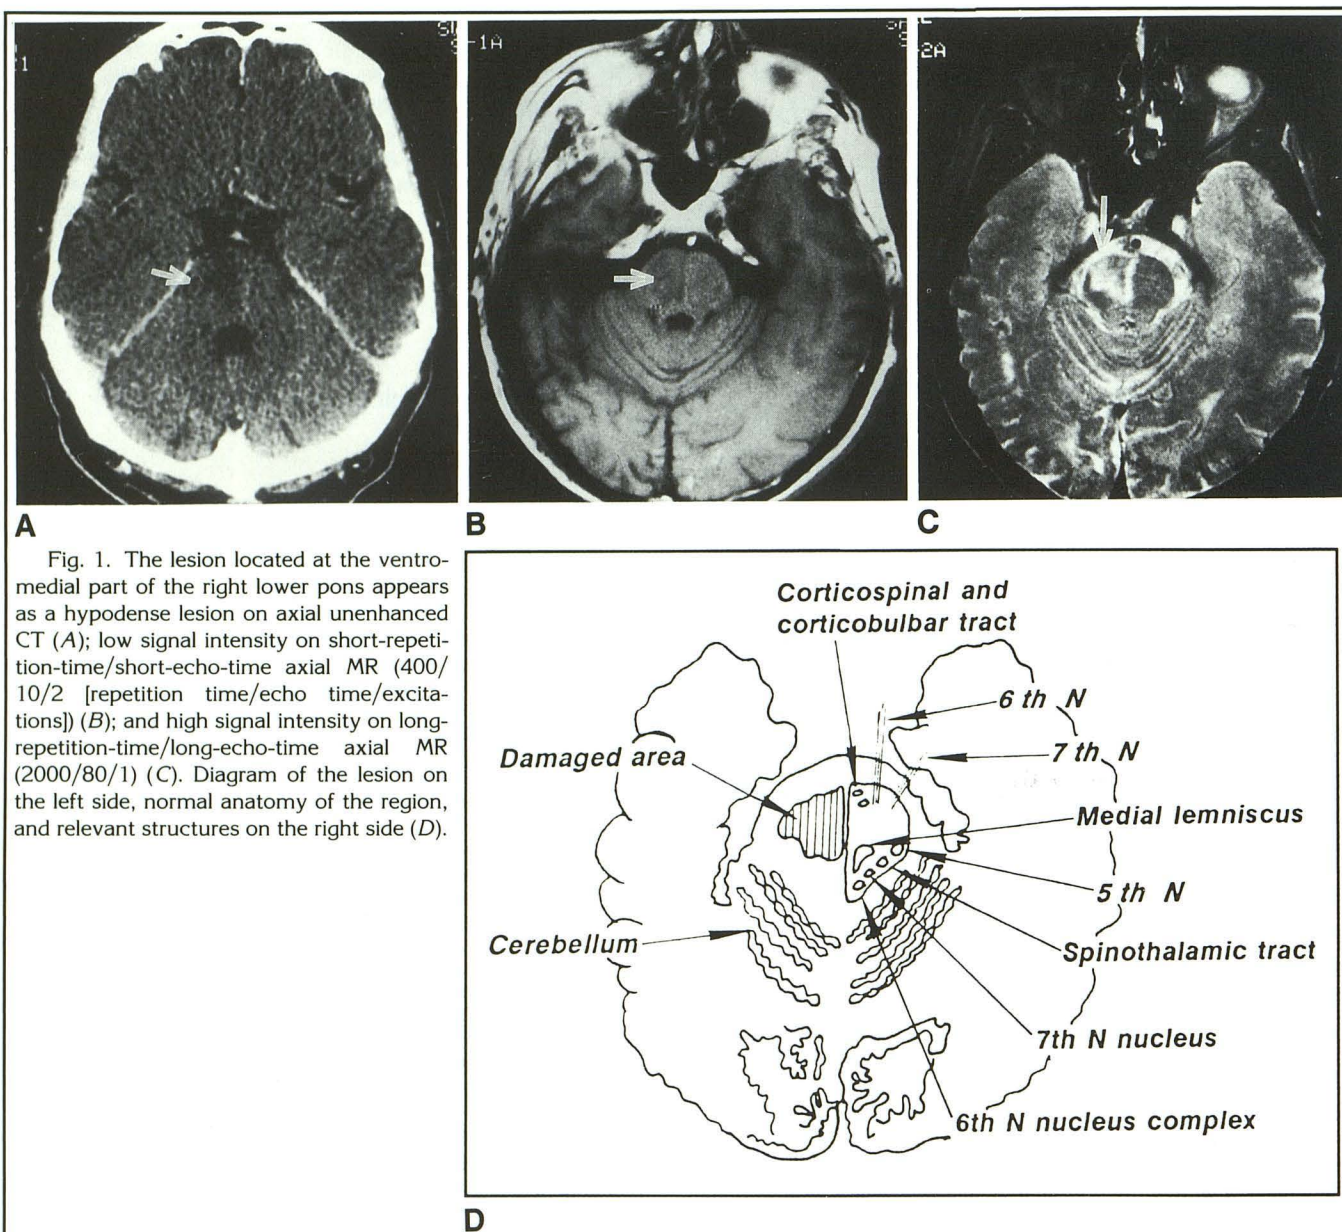 -1A
-2A
A
B
C
Fig. 1. The lesion located at the ventro-
medial part of the right lower pons appears
as a hypodense lesion on axial unenhanced
CT (A); low signal intensity on short-repeti-
tion-time/short-echo-time axial MR (400/
10/2 [repetition time/echo time/excita-
tions]) (B); and high signal intensity on long-
repetition-time/long-echo-time axial MR
(2000/80/1) (C). Diagram of the lesion on
the left side, normal anatomy of the region,
and relevant structures on the right side (D).
Corticospinal and
corticobulbar tract
6 th N
7 th N
Damaged area
Medial lemniscus
5 th N
Cerebellum
Spinothalamic tract
7th N nucleus
6th N nucleus complex
D